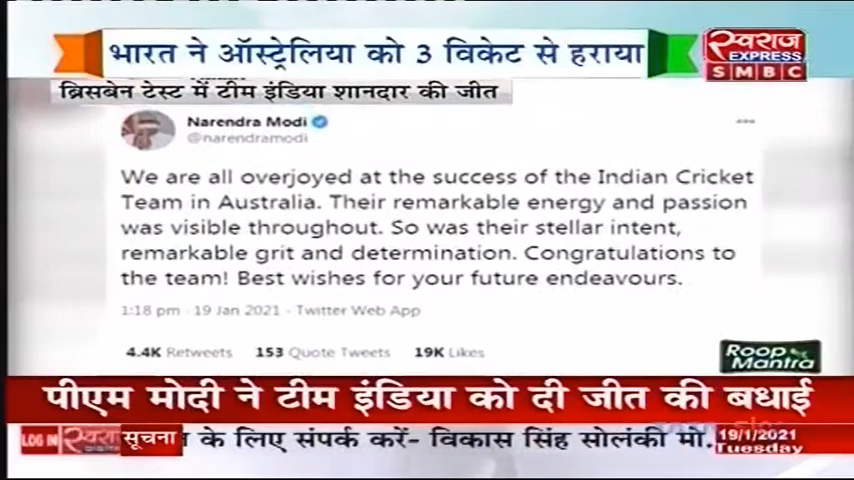 भारत ने ऑस्ट्रेलिया को 3 विकेट से हराया
स्वराज
EXPRESS
SMBC
ब्रिसबेन टेस्ट में टीम इंडिया शानदार की जीत
Narendra Modi
@narendramodi
We are all overjoyed at the success of the Indian Cricket
Team in Australia. Their remarkable energy and passion
was visible throughout. So was their stellar intent,
remarkable grit and determination. Congratulations to
the team! Best wishes for your future endeavours.
1:18 pm · 19 Jan 2021 · Twitter Web App
4.4K Retweets 153 Quote Tweets 19K Likes
Roop
Mantra
पीएम मोदी ने टीम इंडिया को दी जीत की बधाई
LOG IN स्वराज सूचना के लिए संपर्क करें- विकास सिंह सोलंकी मो.
19/1/2021
Tuesday